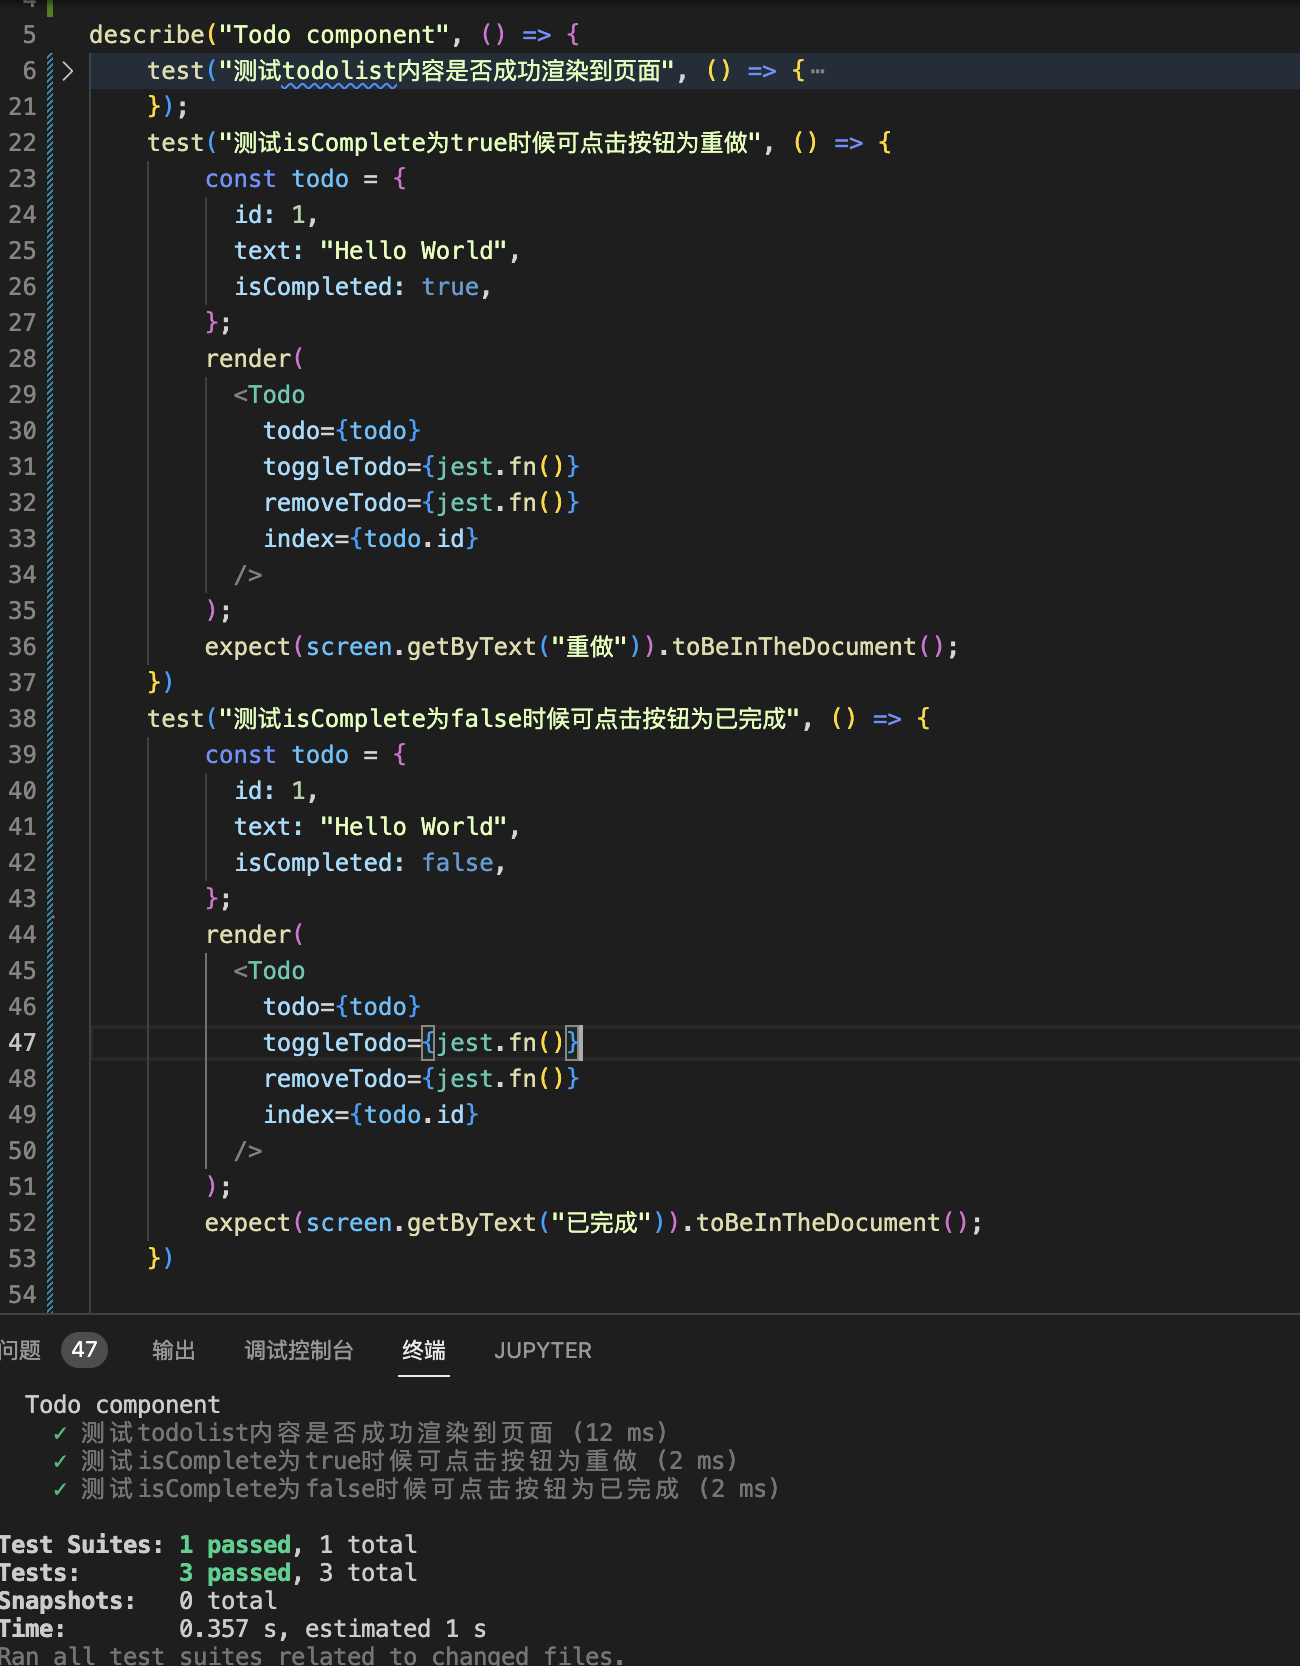 4
5 describe("Todo component", () => {
6 test("测试todolist内容是否成功渲染到页面", () => {⋯
21 });
22 test("测试isComplete为true时候可点击按钮为重做", () => {
23 const todo = {
24 id: 1,
25 text: "Hello World",
26 isCompleted: true,
27 };
28 render(
29 <Todo
30 todo={todo}
31 toggleTodo={jest.fn()}
32 removeTodo={jest.fn()}
33 index={todo.id}
34 />
35 );
36 expect(screen.getByText("重做")).toBeInTheDocument();
37 })
38 test("测试isComplete为false时候可点击按钮为已完成", () => {
39 const todo = {
40 id: 1,
41 text: "Hello World",
42 isCompleted: false,
43 };
44 render(
45 <Todo
46 todo={todo}
47 toggleTodo={jest.fn()}
48 removeTodo={jest.fn()}
49 index={todo.id}
50 />
51 );
52 expect(screen.getByText("已完成")).toBeInTheDocument();
53 })
54
问题 47 输出 调试控制台 终端 JUPYTER
Todo component
✓ 测试todolist内容是否成功渲染到页面 (12 ms)
✓ 测试isComplete为true时候可点击按钮为重做 (2 ms)
✓ 测试isComplete为false时候可点击按钮为已完成 (2 ms)
Test Suites: 1 passed, 1 total
Tests: 3 passed, 3 total
Snapshots: 0 total
Time: 0.357 s, estimated 1 s
Ran all test suites related to changed files.